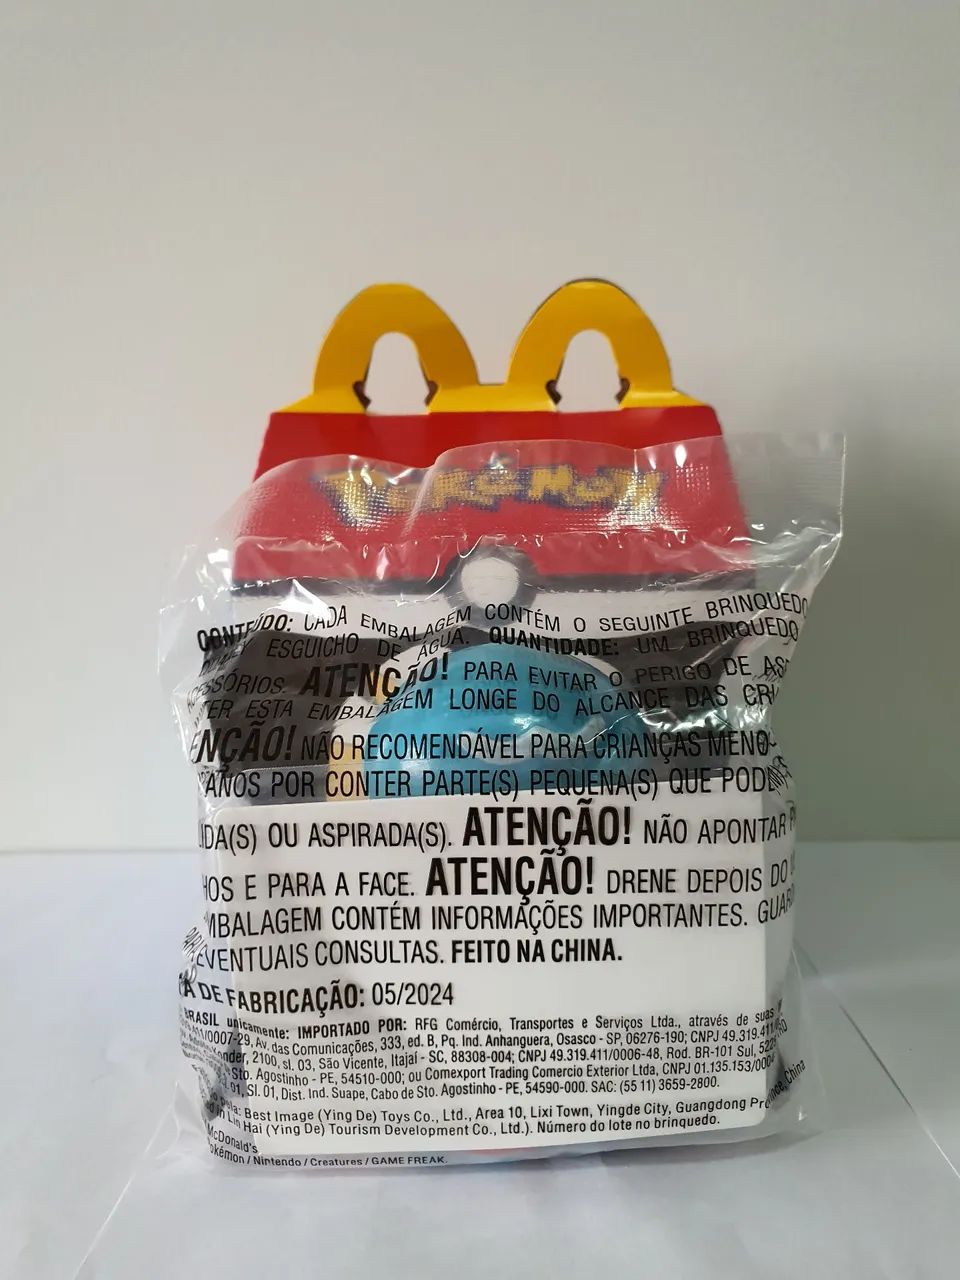 POKéMON
CONTEÚDO: CADA EMBALAGEM CONTÉM O SEGUINTE BRINQUEDO
ESGUICHO DE ÁGUA. QUANTIDADE: UM BRINQUEDO
ATENÇÃO! PARA EVITAR O PERIGO DE
ESTA EMBALAGEM LONGE DO ALCANCE DAS
NÃO RECOMENDÁVEL PARA CRIANÇAS
ANOS POR CONTER PARTE(S) PEQUENA(S) QUE
OU ASPIRADA(S). ATENÇÃO! NÃO APONTAR
E PARA A FACE. ATENÇÃO! DRENE DEPOIS DO
CONTÉM INFORMAÇÕES IMPORTANTES.
EVENTUAIS CONSULTAS. FEITO NA CHINA.
DE FABRICAÇÃO: 05/2024
BRASIL unicamente: IMPORTADO POR: RFG Comércio, Transportes e Serviços Ltda., através de suas
Av. das Comunicações, 333, ed. B, Pq. Ind. Anhanguera, Osasco - SP, 06276-190; CNPJ
2100, sl. 03, São Vicente, Itajaí - SC, 88308-004; CNPJ 49.319.411/0006-48, Rod. BR-101 Sul,
Sto. Agostinho - PE, 54510-000; ou Comexport Trading Comercio Exterior Ltda, CNPJ 01.135.153/
Sl. 01, Dist. Ind. Suape, Cabo de Sto. Agostinho - PE, 54590-000. SAC: (55 11) 3659-2800.
Best Image (Ying De) Toys Co., Ltd., Area 10, Lixi Town, Yingde City, Guangdong Province, China
Lin Hai (Ying De) Tourism Development Co., Ltd.). Número do lote no brinquedo.
McDonald's
Pokémon / Nintendo / Creatures / GAME FREAK.